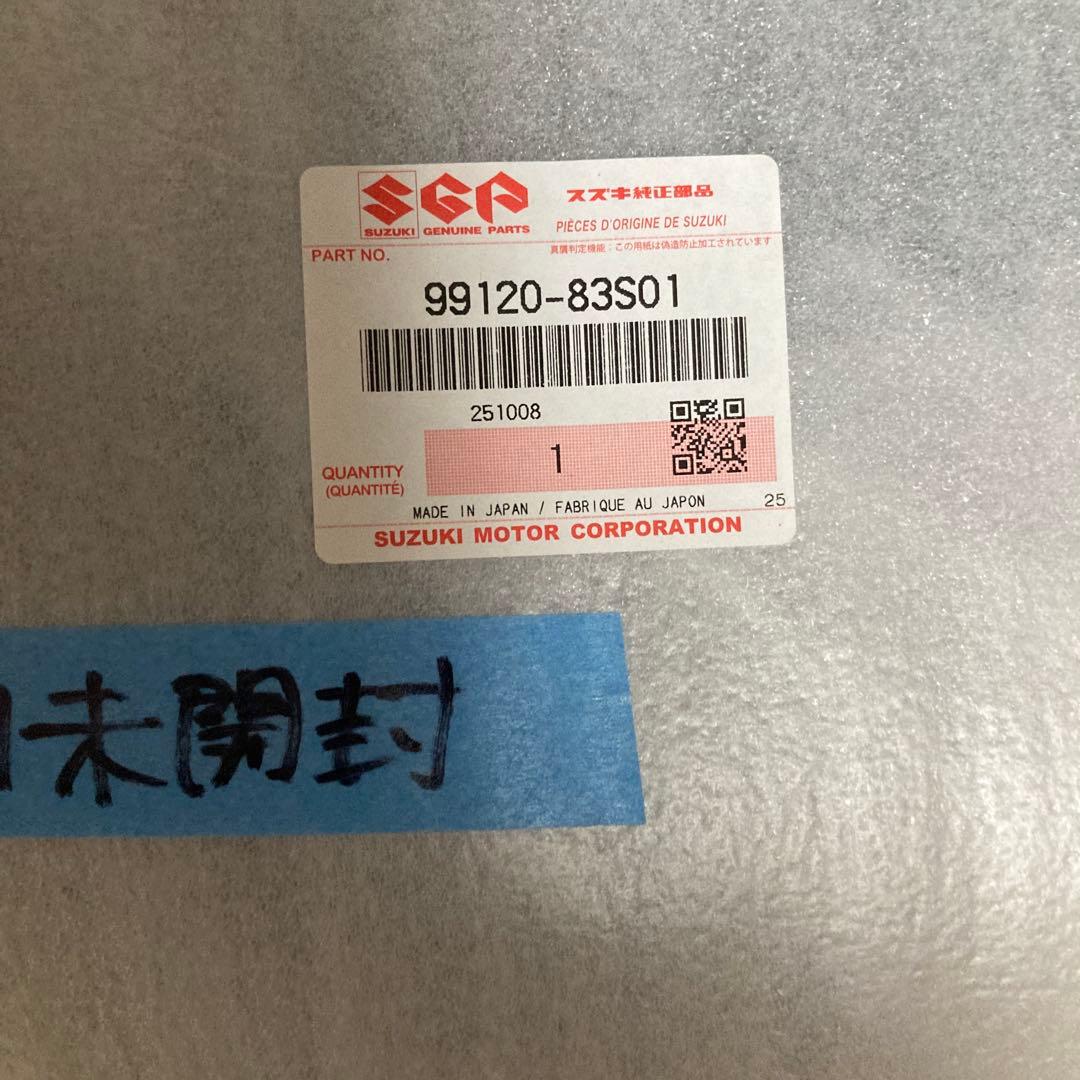 SGP スズキ純正部品
SUZUKI GENUINE PARTS PIÈCES D'ORIGINE DE SUZUKI
PART NO. 真贋判定機能：この用紙は偽造防止加工されています
99120-83S01
251008
QUANTITY 1
(QUANTITÉ)
MADE IN JAPAN / FABRIQUE AU JAPON 25
SUZUKI MOTOR CORPORATION
未開封